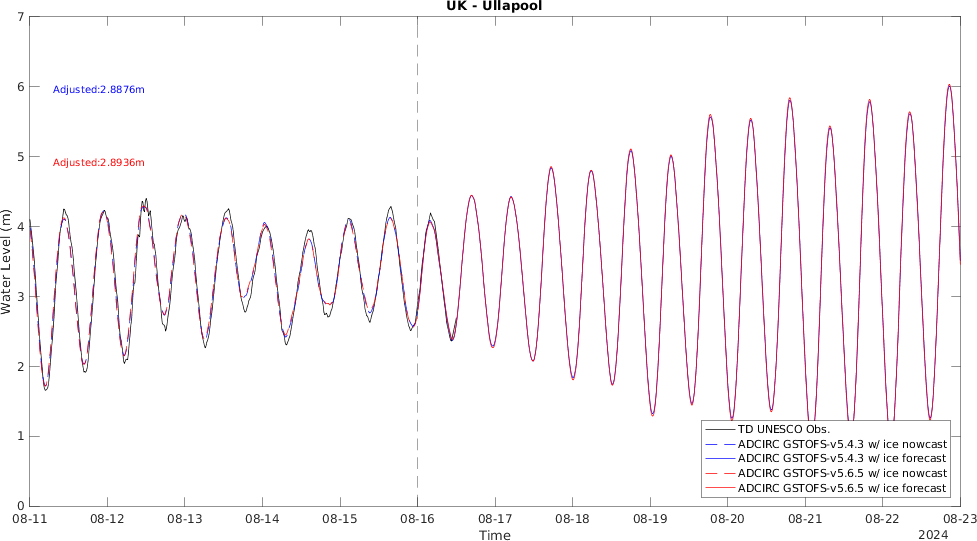 UK - Ullapool
7
6
5
4
3
2
1
0
Water Level (m)
Adjusted:2.8876m
Adjusted:2.8936m
TD UNESCO Obs.
ADCIRC GSTOFS-v5.4.3 w/ ice nowcast
ADCIRC GSTOFS-v5.4.3 w/ ice forecast
ADCIRC GSTOFS-v5.6.5 w/ ice nowcast
ADCIRC GSTOFS-v5.6.5 w/ ice forecast
08-11 08-12 08-13 08-14 08-15 08-16 08-17 08-18 08-19 08-20 08-21 08-22 08-23
Time
2024